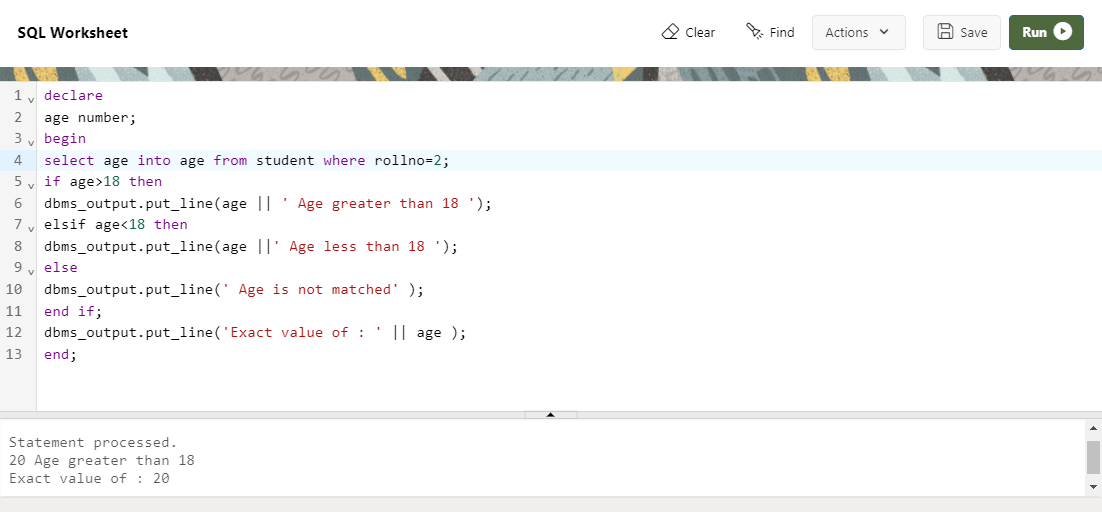 SQL Worksheet
Clear
Find
Actions
Save
Run
1 declare
2 age number;
3 begin
4 select age into age from student where rollno=2;
5 if age>18 then
6 dbms_output.put_line(age || ' Age greater than 18 ');
7 elsif age<18 then
8 dbms_output.put_line(age ||' Age less than 18 ');
9 else
10 dbms_output.put_line(' Age is not matched' );
11 end if;
12 dbms_output.put_line('Exact value of : ' || age );
13 end;
Statement processed.
20 Age greater than 18
Exact value of : 20